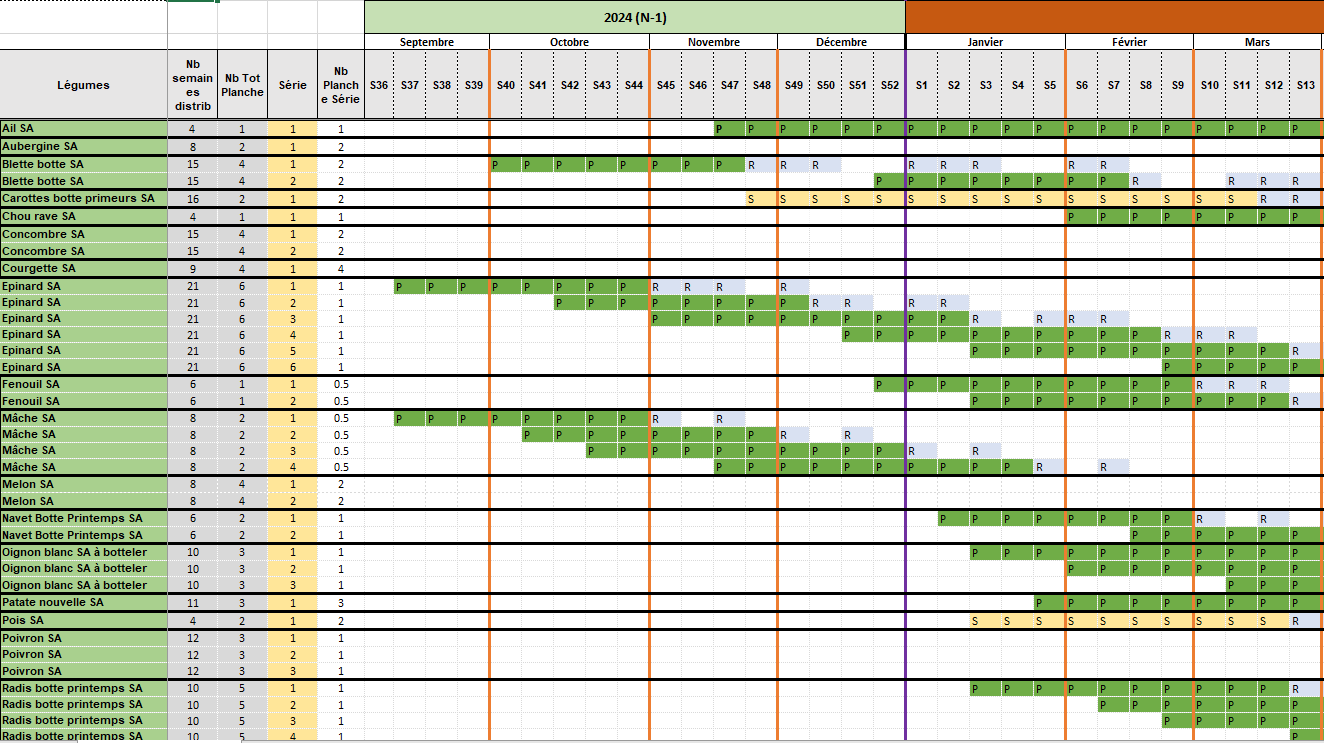 2024 (N-1)
Septembre Octobre Novembre Décembre Janvier Février Mars
Légumes Nb semain es distrib Nb Tot Planche Série Nb Planch e Série S36 S37 S38 S39 S40 S41 S42 S43 S44 S45 S46 S47 S48 S49 S50 S51 S52 S1 S2 S3 S4 S5 S6 S7 S8 S9 S10 S11 S12 S13
Ail SA 4 1 1 1 P P P P P P P P P P P P P P P P P P P
Aubergine SA 8 2 1 2
Blette botte SA 15 4 1 2 P P P P P P P P R R R R R R R R
Blette botte SA 15 4 2 2 P P P P P P P P R R R R
Carottes botte primeurs SA 16 2 1 2 S S S S S S S S S S S S S S S S R R
Chou rave SA 4 1 1 1 P P P P P P P P
Concombre SA 15 4 1 2
Concombre SA 15 4 2 2
Courgette SA 9 4 1 4
Epinard SA 21 6 1 1 P P P P P P P P R R R R
Epinard SA 21 6 2 1 P P P P P P P P R R R R
Epinard SA 21 6 3 1 P P P P P P P P P P R R R R
Epinard SA 21 6 4 1 P P P P P P P P P P R R R
Epinard SA 21 6 5 1 P P P P P P P P P P R
Epinard SA 21 6 6 1 P P P P P
Fenouil SA 6 1 1 0.5 P P P P P P P P P P R R R
Fenouil SA 6 1 2 0.5 P P P P P P P P P P R
Mâche SA 8 2 1 0.5 P P P P P P P P R R
Mâche SA 8 2 2 0.5 P P P P P P P P R R
Mâche SA 8 2 3 0.5 P P P P P P P P P P R R
Mâche SA 8 2 4 0.5 P P P P P P P P P P R R
Melon SA 8 4 1 2
Melon SA 8 4 2 2
Navet Botte Printemps SA 6 2 1 1 P P P P P P P P R R
Navet Botte Printemps SA 6 2 2 1 P P P P P P
Oignon blanc SA à botteler 10 3 1 1 P P P P P P P P P P P
Oignon blanc SA à botteler 10 3 2 1 P P P P P P P P
Oignon blanc SA à botteler 10 3 3 1 P P P
Patate nouvelle SA 11 3 1 3 P P P P P P P P P
Pois SA 4 2 1 2 S S S S S S S S S S R
Poivron SA 12 3 1 1
Poivron SA 12 3 2 1
Poivron SA 12 3 3 1
Radis botte printemps SA 10 5 1 1 P P P P P P P P P P R
Radis botte printemps SA 10 5 2 1 P P P P P P P
Radis botte printemps SA 10 5 3 1 P P P P P
Radis botte printemps SA 10 5 4 1 P